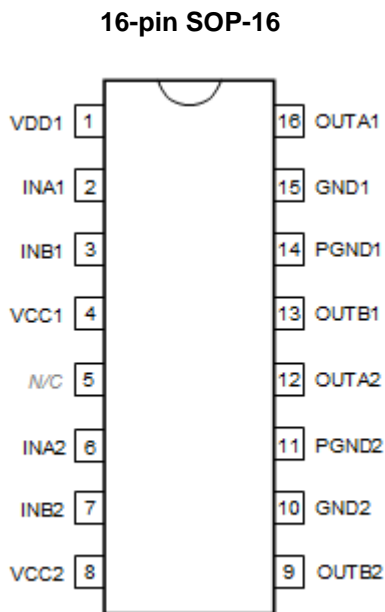 16-pin SOP-16
VDD1 1 16 OUTA1
INA1 2 15 GND1
INB1 3 14 PGND1
VCC1 4 13 OUTB1
N/C 5 12 OUTA2
INA2 6 11 PGND2
INB2 7 10 GND2
VCC2 8 9 OUTB2